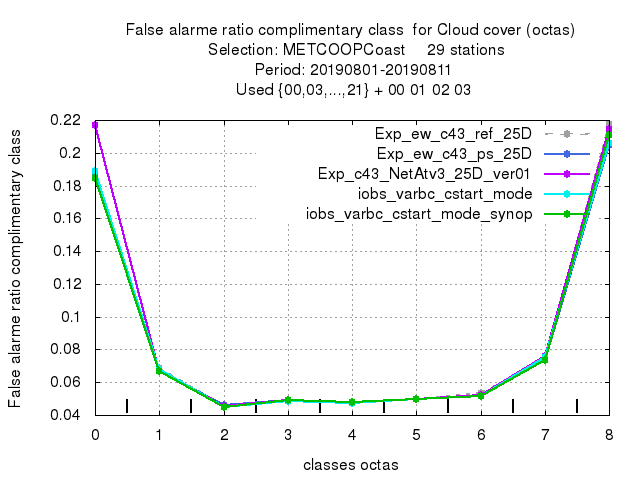 False alarme ratio complimentary class  for Cloud cover (octas)
Selection: METCOOPCoast     29 stations
Period: 20190801-20190811
Used {00,03,...,21} + 00 01 02 03
Exp_ew_c43_ref_25D
Exp_ew_c43_ps_25D
Exp_c43_NetAtv3_25D_ver01
iobs_varbc_cstart_mode
iobs_varbc_cstart_mode_synop
False alarme ratio complimentary class
0.22
0.2
0.18
0.16
0.14
0.12
0.1
0.08
0.06
0.04
0 1 2 3 4 5 6 7 8
classes octas